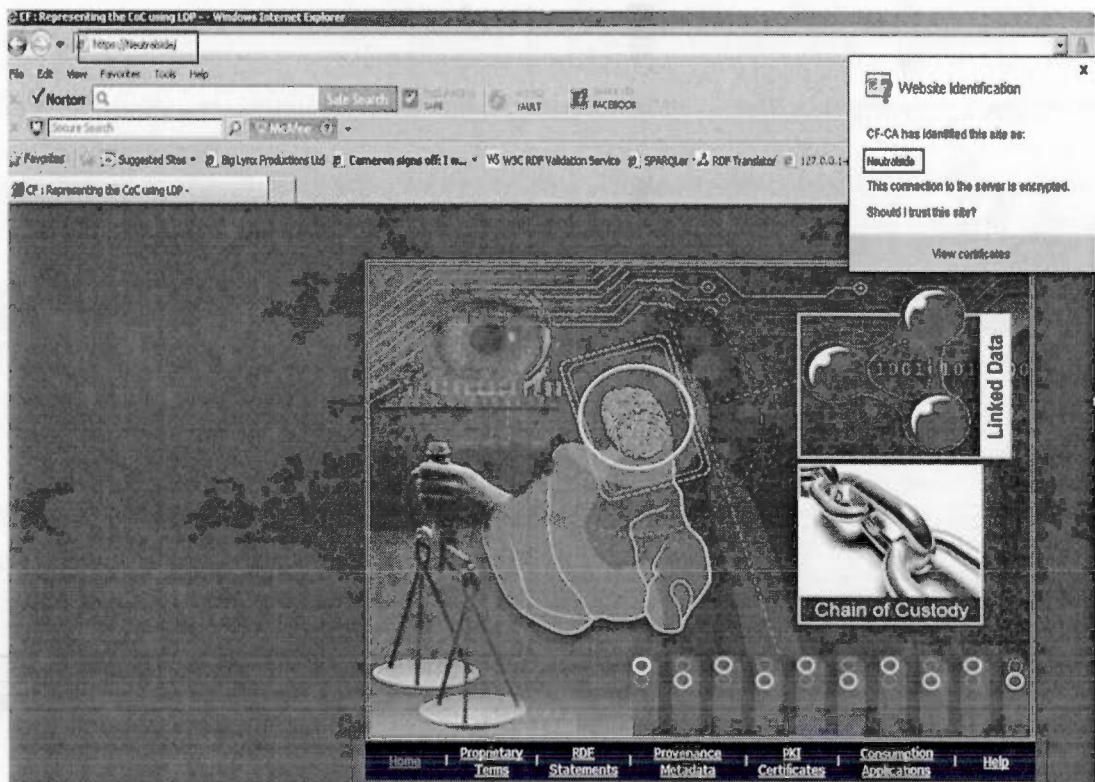 CF : Representing the CoC using LDP - - Windows Internet Explorer
https://Neutralside/
File Edit View Favorites Tools Help
Norton Safe Search SAFE FAULT FACEBOOK
Secure Search McAfee
Favorites Suggested Sites Big Lynx Productions Ltd Cameron signs off: I w... W3C RDF Validation Service SPARQLer RDF Translator 127.0.0.1
CF : Representing the CoC using LDP -
x
Website Identification
CF-CA has identified this site as:
Neutralside
This connection to the server is encrypted.
Should I trust this site?
View certificates
Linked Data
Chain of Custody
Home | Proprietary Terms | RDF Statements | Provenance Metadata | PKI Certificates | Consumption Applications | Help